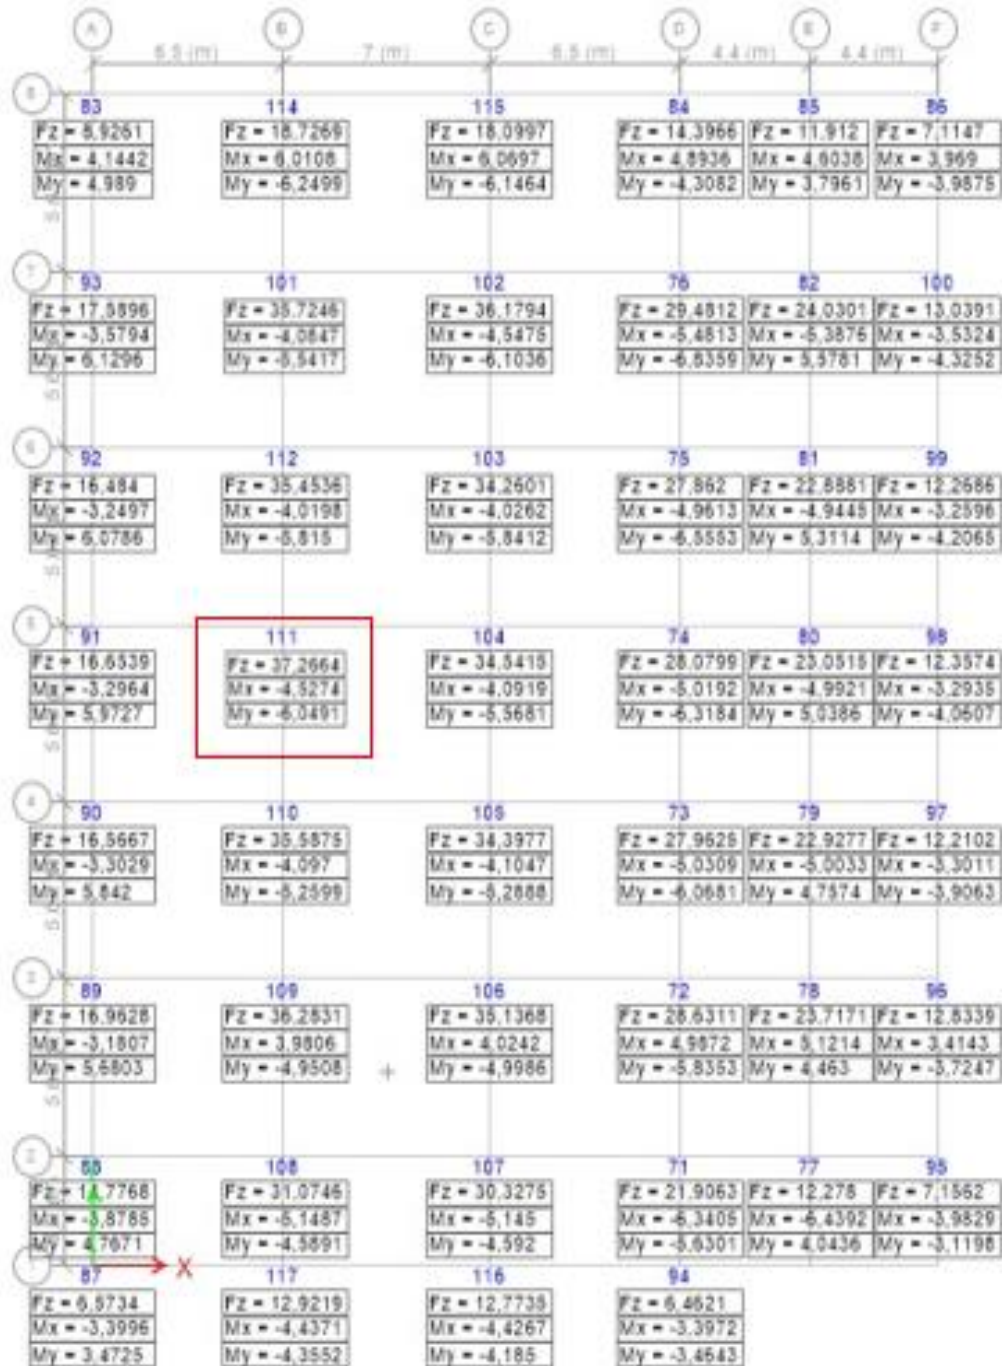 A B C D E F
6,5 (m) 7 (m) 6,5 (m) 4,4 (m) 4,4 (m)
8
83 114 115 84 85 86
Fz = 8,9261 Fz = 18,7269 Fz = 18,0997 Fz = 14,3966 Fz = 11,912 Fz = 7,1147
Mx = 4,1442 Mx = 6,0108 Mx = 6,0697 Mx = 4,8936 Mx = 4,6038 Mx = 3,969
My = 4,989 My = -6,2499 My = -6,1464 My = -4,3082 My = 3,7961 My = -3,9875
7
93 101 102 76 82 100
Fz = 17,5896 Fz = 35,7246 Fz = 36,1794 Fz = 29,4812 Fz = 24,0301 Fz = 13,0391
Mx = -3,5794 Mx = -4,0847 Mx = -4,5475 Mx = -5,4813 Mx = -5,3876 Mx = -3,5324
My = 6,1296 My = -5,5417 My = -6,1036 My = -6,8359 My = 5,5781 My = -4,3252
6
92 112 103 75 81 99
Fz = 16,484 Fz = 35,4536 Fz = 34,2601 Fz = 27,862 Fz = 22,8881 Fz = 12,2686
Mx = -3,2497 Mx = -4,0198 Mx = -4,0262 Mx = -4,9613 Mx = -4,9445 Mx = -3,2596
My = 6,0786 My = -5,815 My = -5,8412 My = -6,5553 My = 5,3114 My = -4,2065
5
91 111 104 74 80 98
Fz = 16,6539 Fz = 37,2664 Fz = 34,5415 Fz = 28,0799 Fz = 23,0515 Fz = 12,3574
Mx = -3,2964 Mx = -4,5274 Mx = -4,0919 Mx = -5,0192 Mx = -4,9921 Mx = -3,2935
My = 5,9727 My = -6,0491 My = -5,5681 My = -6,3184 My = 5,0386 My = -4,0607
4
90 110 105 73 79 97
Fz = 16,5667 Fz = 35,5875 Fz = 34,3977 Fz = 27,9625 Fz = 22,9277 Fz = 12,2102
Mx = -3,3029 Mx = -4,097 Mx = -4,1047 Mx = -5,0309 Mx = -5,0033 Mx = -3,3011
My = 5,842 My = -5,2599 My = -5,2888 My = -6,0681 My = 4,7574 My = -3,9063
3
89 109 106 72 78 96
Fz = 16,9628 Fz = 36,2831 Fz = 35,1368 Fz = 28,6311 Fz = 23,7171 Fz = 12,8339
Mx = -3,1807 Mx = 3,9806 Mx = 4,0242 Mx = 4,9872 Mx = 5,1214 Mx = 3,4143
My = 5,6803 My = -4,9508 My = -4,9986 My = -5,8353 My = 4,463 My = -3,7247
2
88 108 107 71 77 95
Fz = 7768 Fz = 31,0746 Fz = 30,3275 Fz = 21,9063 Fz = 12,278 Fz = 7,1562
Mx = -3,8785 Mx = -5,1487 Mx = -5,145 Mx = -6,3405 Mx = -6,4392 Mx = -3,9829
My = 4,7671 My = -4,5891 My = -4,592 My = -5,6301 My = 4,0436 My = -3,1198
X
87 117 116 94
Fz = 6,5734 Fz = 12,9219 Fz = 12,7735 Fz = 6,4621
Mx = -3,3996 Mx = -4,4371 Mx = -4,4267 Mx = -3,3972
My = 3,4725 My = -4,3552 My = -4,185 My = -3,4643